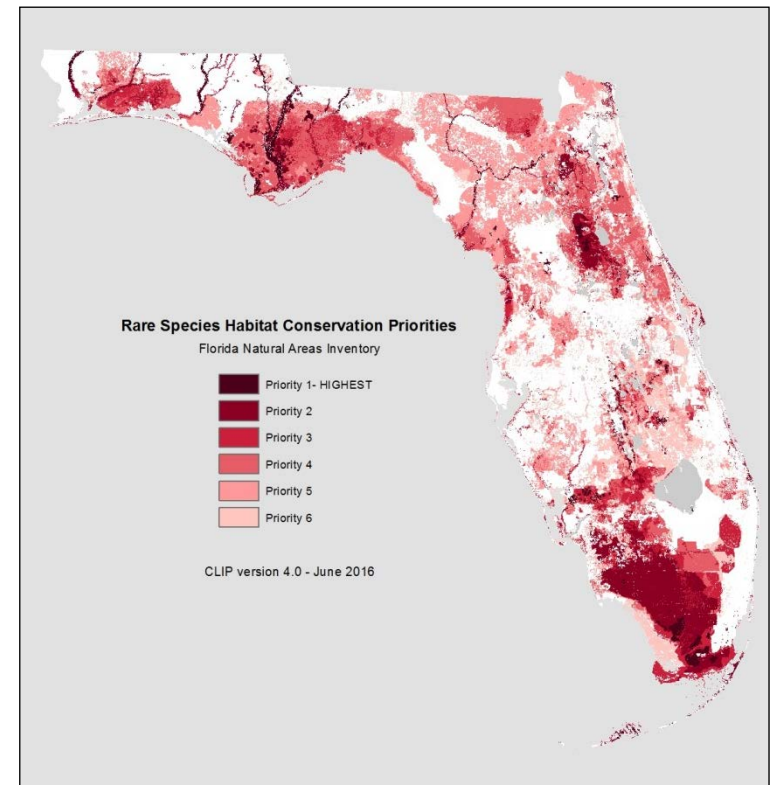 Rare Species Habitat Conservation Priorities
Florida Natural Areas Inventory
Priority 1- HIGHEST
Priority 2
Priority 3
Priority 4
Priority 5
Priority 6
CLIP version 4.0 - June 2016